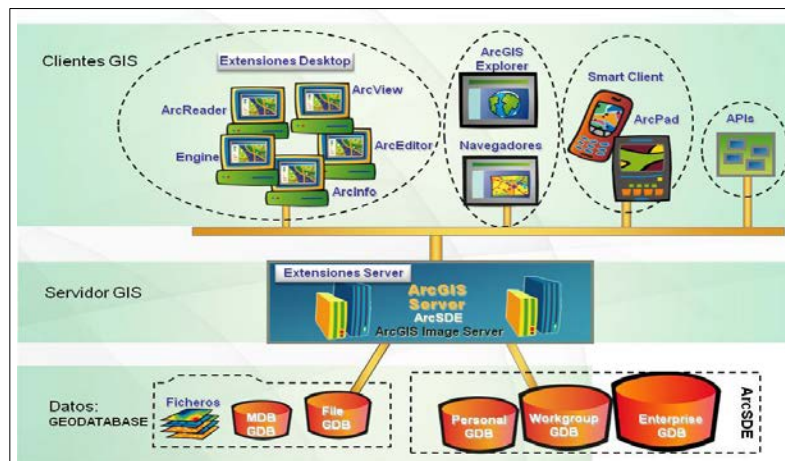 Clientes GIS
Extensiones Desktop
ArcReader
ArcView
Engine
ArcEditor
ArcInfo
ArcGIS
Explorer
Navegadores
Smart Client
ArcPad
APIs
Servidor GIS
Extensiones Server
ArcGIS
Server
ArcSDE
ArcGIS Image Server
Datos:
GEODATABASE
Ficheros
MDB
GDB
File
GDB
Personal
GDB
Workgroup
GDB
Enterprise
GDB
ArcSDE